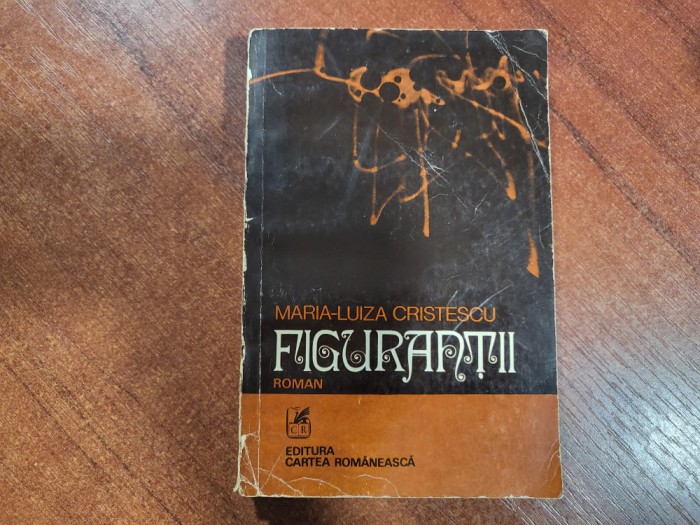 MARIA-LUIZA CRISTESCU
FIGURANȚII
ROMAN
CR
EDITURA
CARTEA ROMÂNEASCĂ